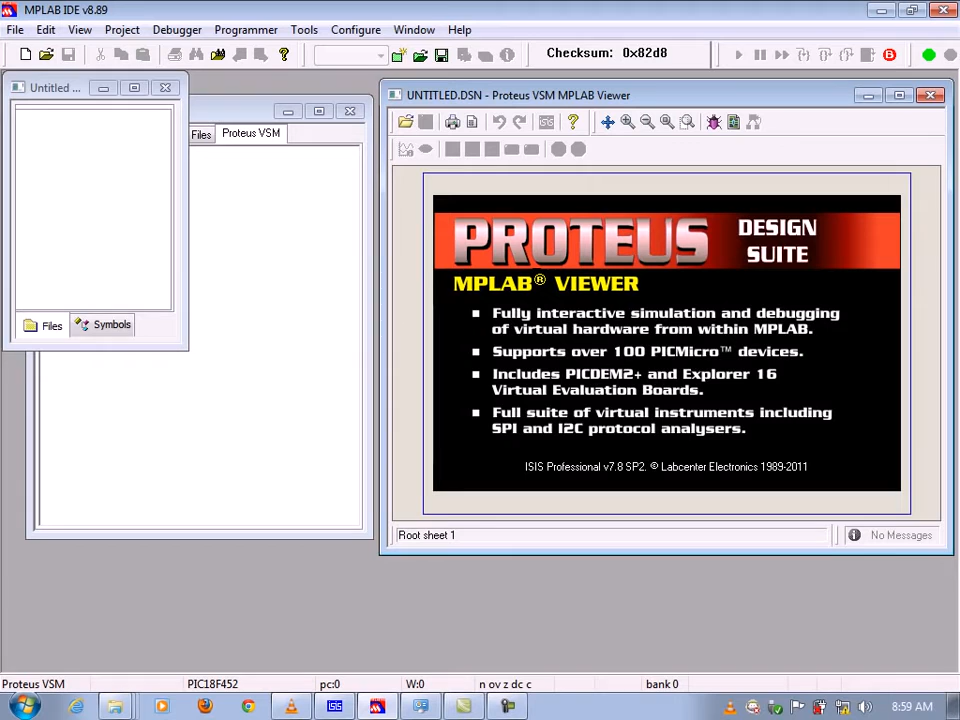 MPLAB IDE v8.89
File Edit View Project Debugger Programmer Tools Configure Window Help
Checksum: 0x82d8
Untitled ...
Files Symbols
Files Proteus VSM
UNTITLED.DSN - Proteus VSM MPLAB Viewer
PROTEUS DESIGN SUITE
MPLAB® VIEWER
Fully interactive simulation and debugging
of virtual hardware from within MPLAB.
Supports over 100 PICMicro™ devices.
Includes PICDEM2+ and Explorer 16
Virtual Evaluation Boards.
Full suite of virtual instruments including
SPI and I2C protocol analysers.
ISIS Professional v7.8 SP2. © Labcenter Electronics 1989-2011
Root sheet 1 No Messages
Proteus VSM PIC18F452 pc:0 W:0 n ov z dc c bank 0
ISIS
8:59 AM